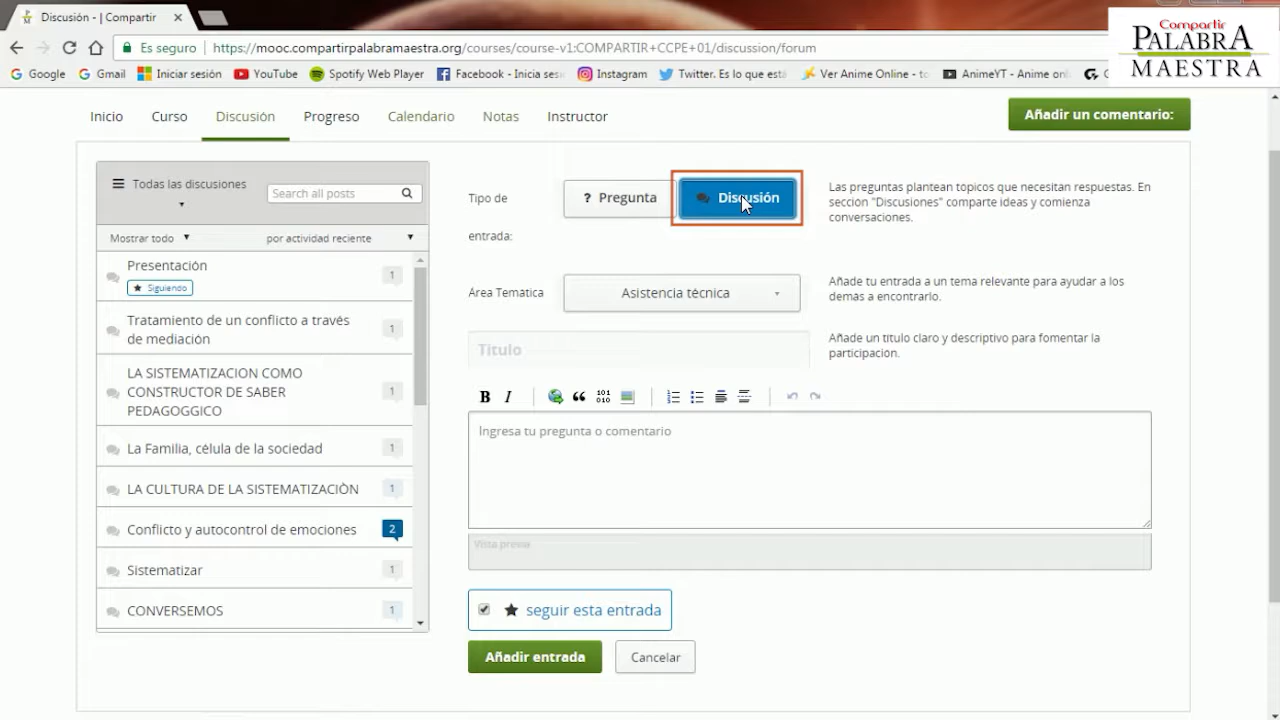 Discusión - | Compartir
Compartir
PALABRA
MAESTRA
Es seguro
https://mooc.compartirpalabramaestra.org/courses/course-v1:COMPARTIR+CCPE+01/discussion/forum
Google Gmail Iniciar sesión YouTube Spotify Web Player Facebook - Inicia sesi Instagram Twitter. Es lo que está Ver Anime Online - to AnimeYT - Anime onl
Inicio Curso Discusión Progreso Calendario Notas Instructor
Añadir un comentario:
Todas las discusiones
Search all posts
Mostrar todo por actividad reciente
Presentación 1
Siguiendo
Tratamiento de un conflicto a través 1
de mediación
LA SISTEMATIZACION COMO
CONSTRUCTOR DE SABER 1
PEDAGOGGICO
La Familia, célula de la sociedad 1
LA CULTURA DE LA SISTEMATIZACIÒN 1
Conflicto y autocontrol de emociones 2
Sistematizar 1
CONVERSEMOS 1
Tipo de
entrada:
? Pregunta
Discusión
Las preguntas plantean tópicos que necesitan respuestas. En
sección "Discusiones" comparte ideas y comienza
conversaciones.
Area Temática
Asistencia técnica
Añade tu entrada a un tema relevante para ayudar a los
demas a encontrarlo.
Título
Añade un titulo claro y descriptivo para fomentar la
participación.
B I 101
010
Ingresa tu pregunta o comentario
Vista previa
seguir esta entrada
Añadir entrada Cancelar